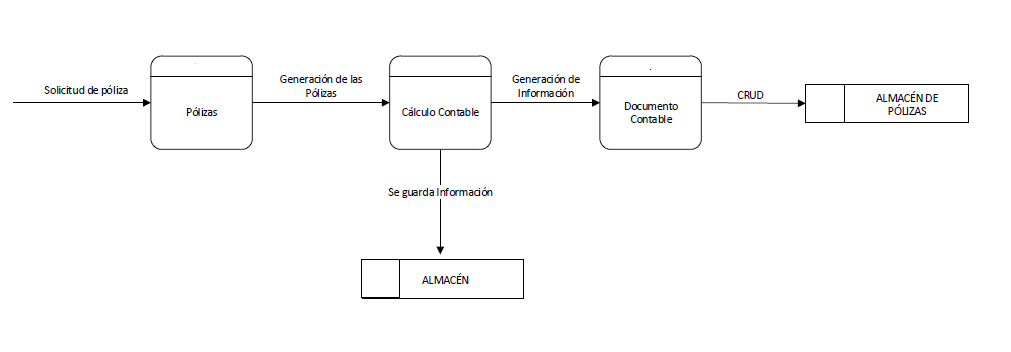 Solicitud de póliza
Pólizas
Generación de las
Pólizas
Cálculo Contable
Generación de
Información
Documento
Contable
CRUD
ALMACÉN DE
PÓLIZAS
Se guarda Información
ALMACÉN